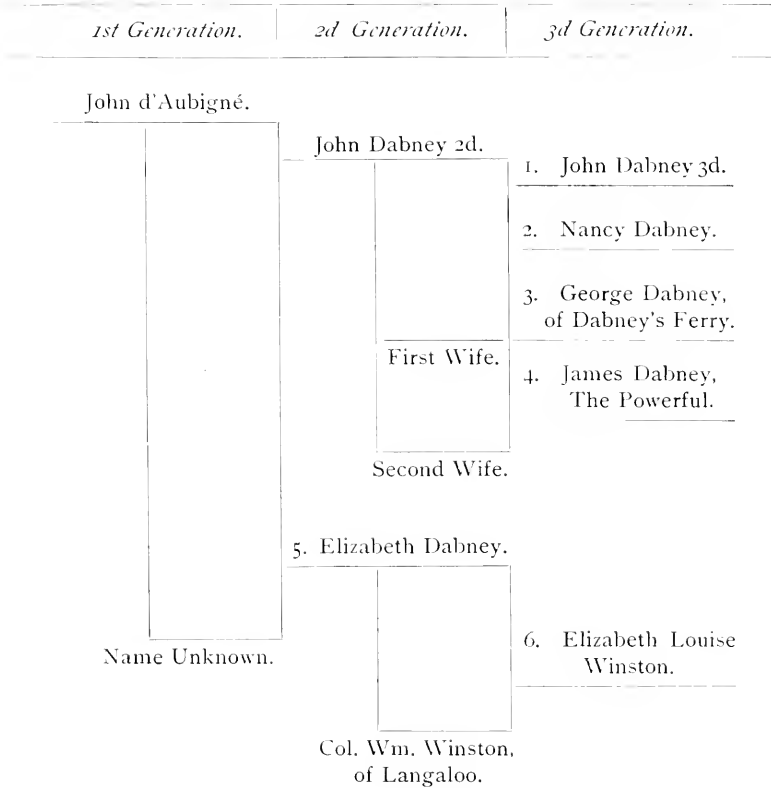 1st Generation. 2d Generation. 3d Generation.
John d'Aubigné.
John Dabney 2d.
1. John Dabney 3d.
2. Nancy Dabney.
3. George Dabney,
of Dabney's Ferry.
First Wife.
4. James Dabney,
The Powerful.
Second Wife.
5. Elizabeth Dabney.
Name Unknown.
6. Elizabeth Louise
Winston.
Col. Wm. Winston,
of Langaloo.